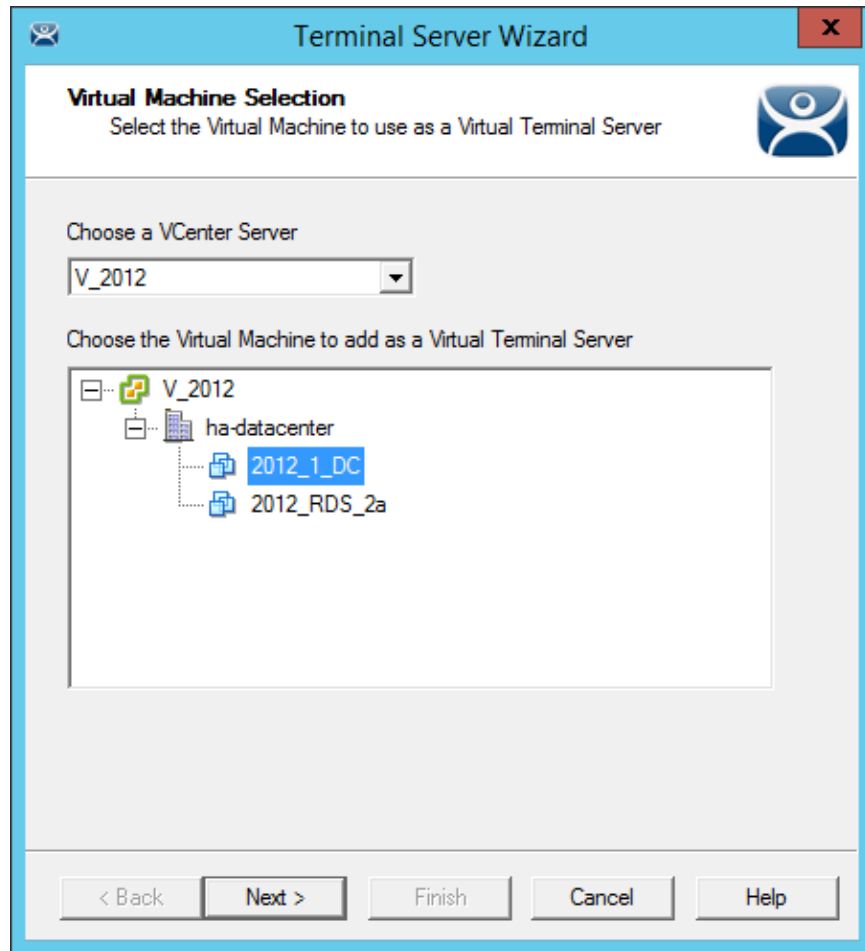 Terminal Server Wizard
x
Virtual Machine Selection
Select the Virtual Machine to use as a Virtual Terminal Server
Choose a VCenter Server
V_2012
Choose the Virtual Machine to add as a Virtual Terminal Server
V_2012
ha-datacenter
2012_1_DC
2012_RDS_2a
< Back Next > Finish Cancel Help